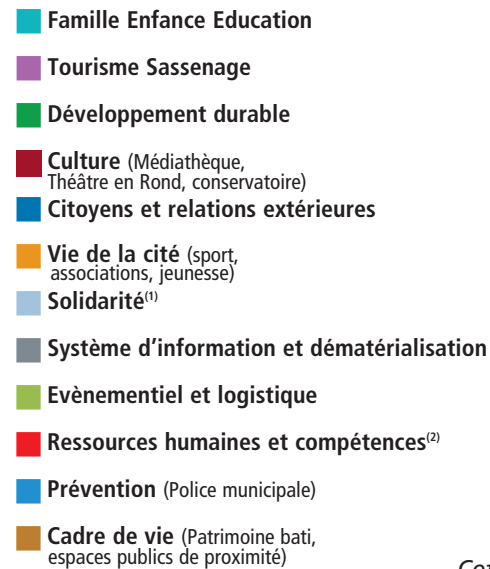 Famille Enfance Education
Tourisme Sassenage
Développement durable
Culture (Médiathèque,
Théâtre en Rond, conservatoire)
Citoyens et relations extérieures
Vie de la cité (sport,
associations, jeunesse)
Solidarité(1)
Système d'information et dématérialisation
Evènementiel et logistique
Ressources humaines et compétences(2)
Prévention (Police municipale)
Cadre de vie (Patrimoine bati,
espaces publics de proximité)